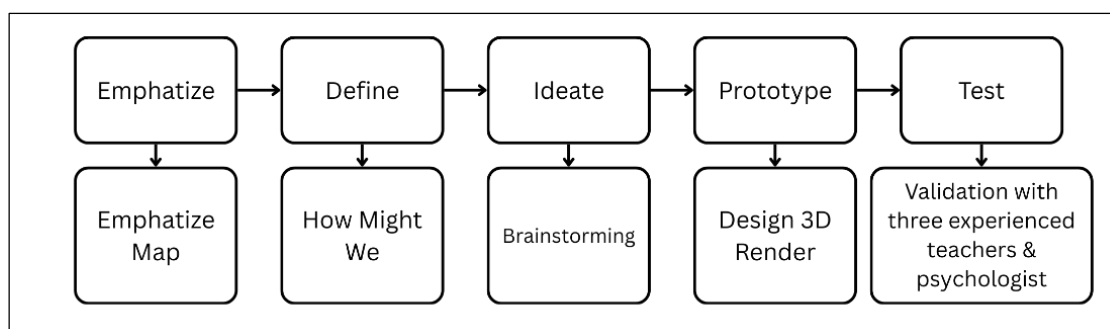 Emphatize
Define
Ideate
Prototype
Test
Emphatize
Map
How Might
We
Brainstorming
Design 3D
Render
Validation with
three experienced
teachers &
psychologist